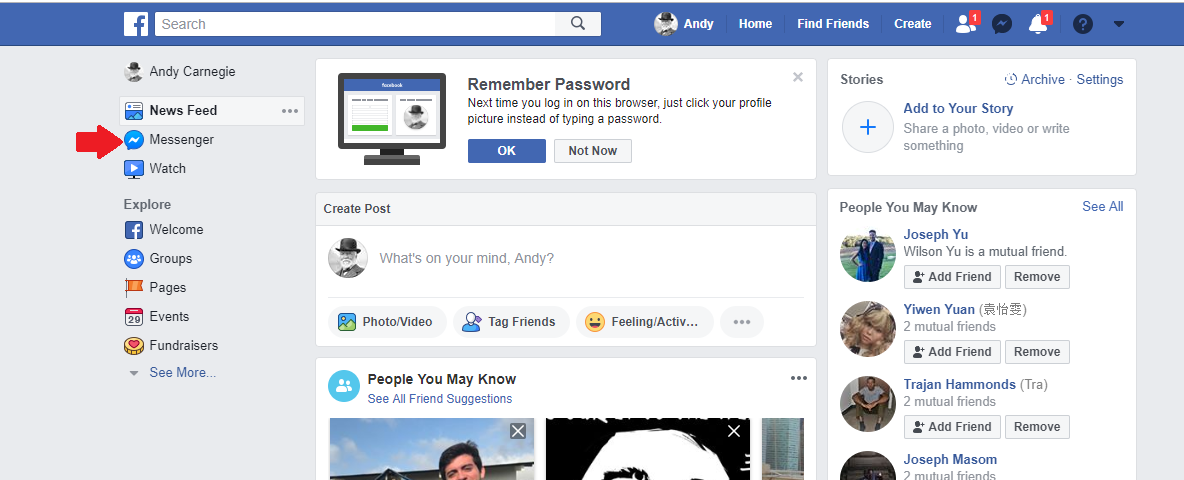 Search
Andy
Home
Find Friends
Create
1
1
Andy Carnegie
News Feed
Messenger
Watch
Explore
Welcome
Groups
Pages
29
Events
Fundraisers
See More...
facebook
Remember Password
Next time you log in on this browser, just click your profile
picture instead of typing a password.
OK
Not Now
Create Post
What's on your mind, Andy?
Photo/Video
Tag Friends
Feeling/Activ...
People You May Know
See All Friend Suggestions
Stories
Archive · Settings
Add to Your Story
Share a photo, video or write
something
People You May Know
See All
Joseph Yu
Wilson Yu is a mutual friend.
Add Friend
Remove
Yiwen Yuan (袁怡雯)
2 mutual friends
Add Friend
Remove
Trajan Hammonds (Tra)
2 mutual friends
Add Friend
Remove
Joseph Masom
2 mutual friends